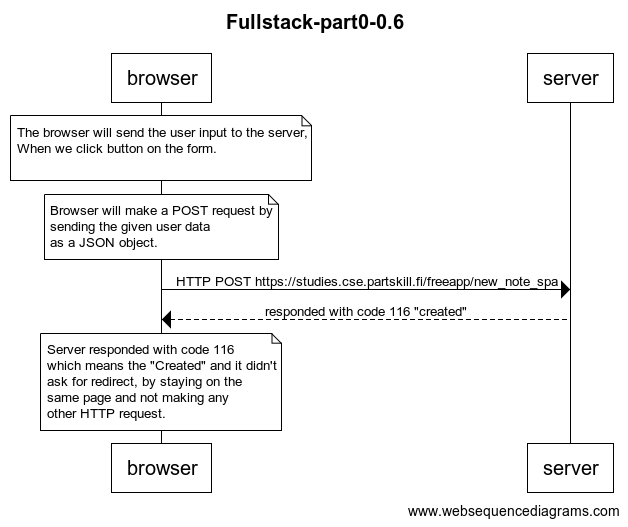 Fullstack-part0-0.6
browser
server
The browser will send the user input to the server,
When we click button on the form.
Browser will make a POST request by
sending the given user data
as a JSON object.
HTTP POST https://studies.cse.partskill.fi/freeapp/new_note_spa
responded with code 116 "created"
Server responded with code 116
which means the "Created" and it didn't
ask for redirect, by staying on the
same page and not making any
other HTTP request.
browser
server
www.websequencediagrams.com